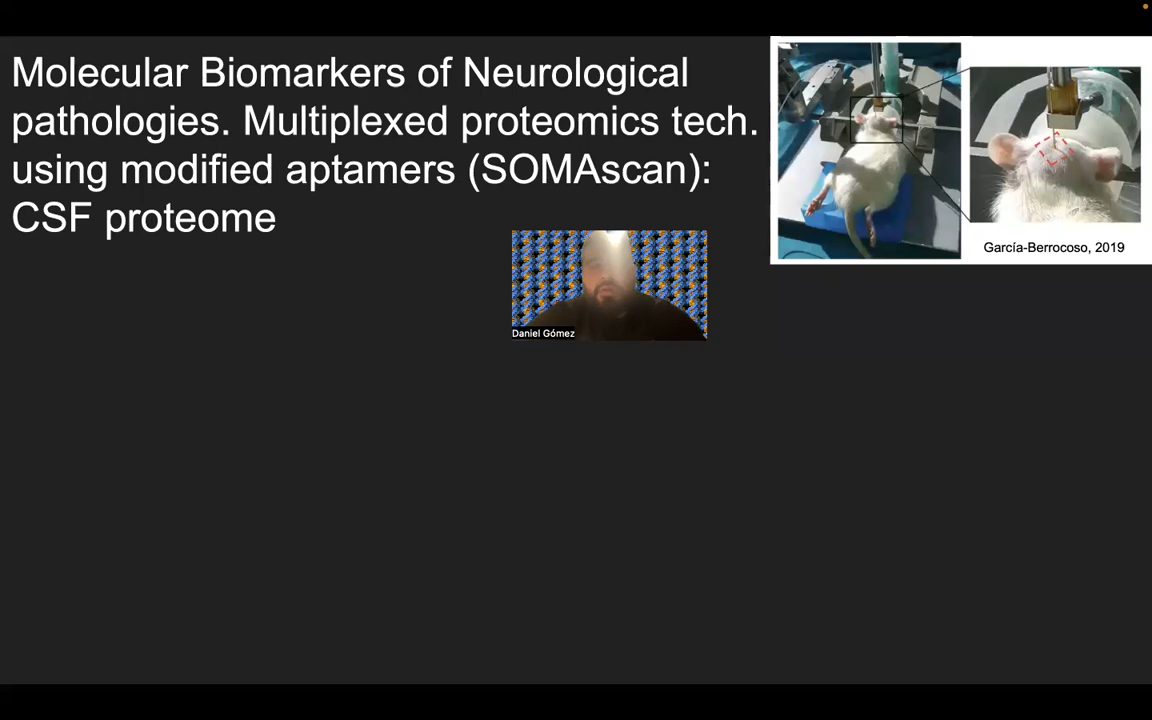 Molecular Biomarkers of Neurological
pathologies. Multiplexed proteomics tech.
using modified aptamers (SOMAscan):
CSF proteome
García-Berrocoso, 2019
Daniel Gómez